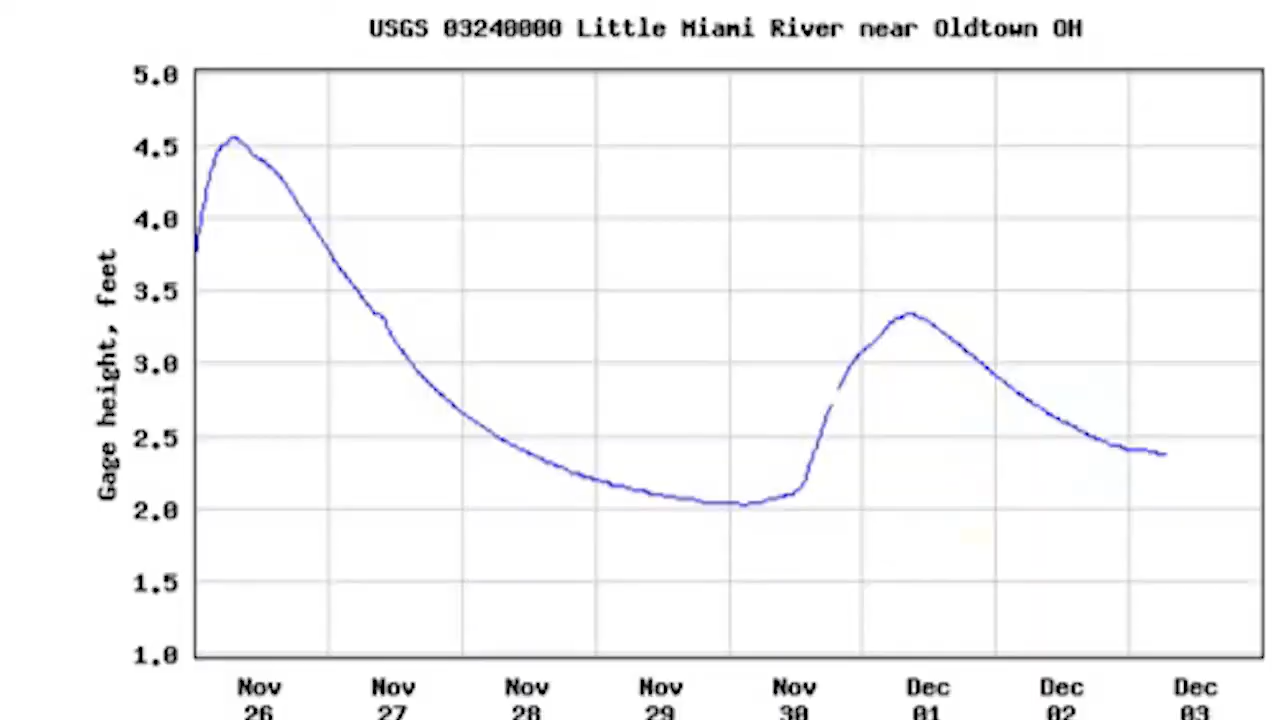 USGS 03240000 Little Miami River near Oldtown OH
5.0
4.5
4.0
3.5
3.0
2.5
2.0
1.5
1.0
Gage height, feet
Nov Nov Nov Nov Nov Dec Dec Dec
26 27 28 29 30 01 02 03